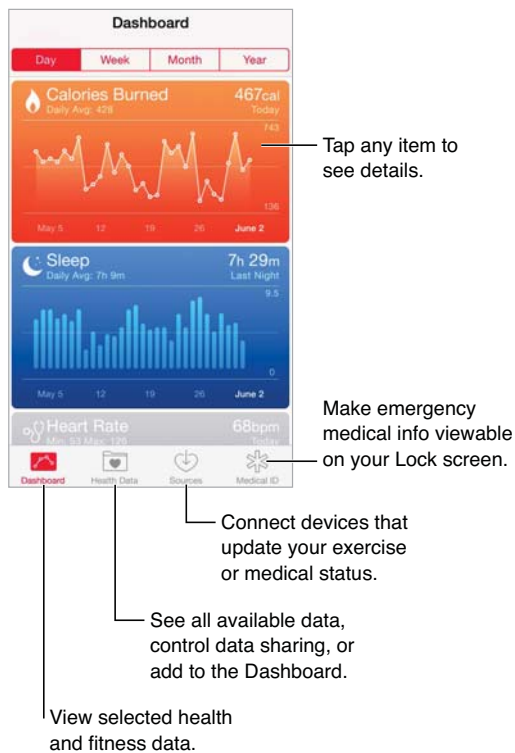 Dashboard
Day Week Month Year
Calories Burned 467cal
Daily Avg: 428 Today
743
Tap any item to
see details.
136
May 5 12 19 26 June 2
Sleep 7h 29m
Daily Avg: 7h 9m Last Night
9.5
0
May 5 12 19 26 June 2
Heart Rate 68bpm
Min: 53 Max: 126 Today
Make emergency
medical info viewable
on your Lock screen.
Dashboard Health Data Sources Medical ID
Connect devices that
update your exercise
or medical status.
See all available data,
control data sharing, or
add to the Dashboard.
View selected health
and fitness data.